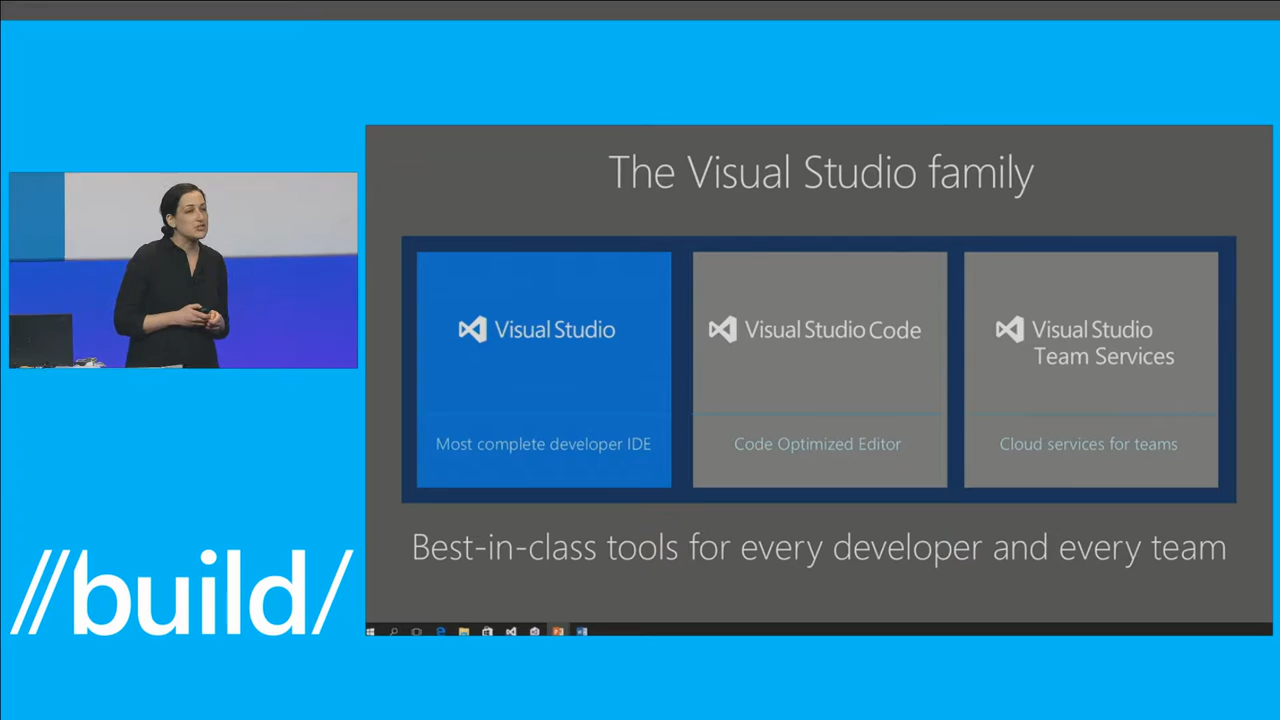 The Visual Studio family
Visual Studio
Most complete developer IDE
Visual Studio Code
Code Optimized Editor
Visual Studio
Team Services
Cloud services for teams
Best-in-class tools for every developer and every team
//build/